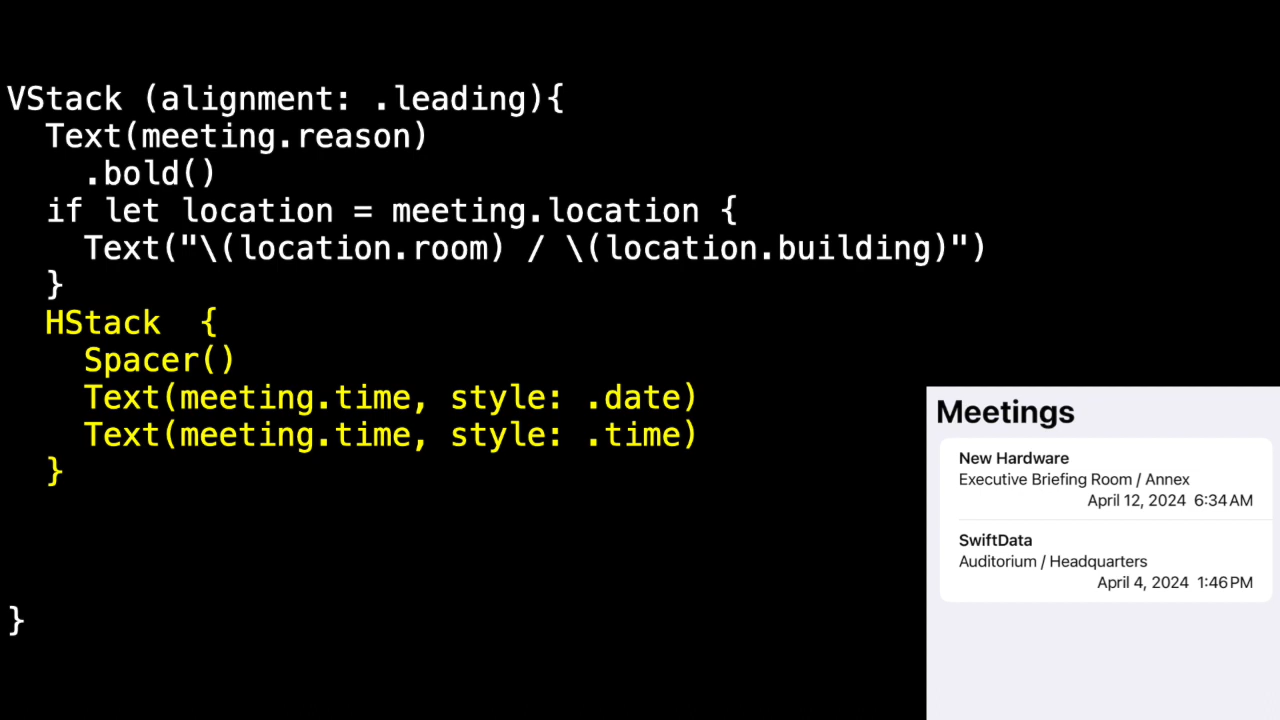 VStack (alignment: .leading){
  Text(meeting.reason)
    .bold()
  if let location = meeting.location {
    Text("\(location.room) / \(location.building)")
  }
  HStack  {
    Spacer()
    Text(meeting.time, style: .date)
    Text(meeting.time, style: .time)
  }
}
Meetings
New Hardware
Executive Briefing Room / Annex
April 12, 2024 6:34 AM
SwiftData
Auditorium / Headquarters
April 4, 2024 1:46 PM